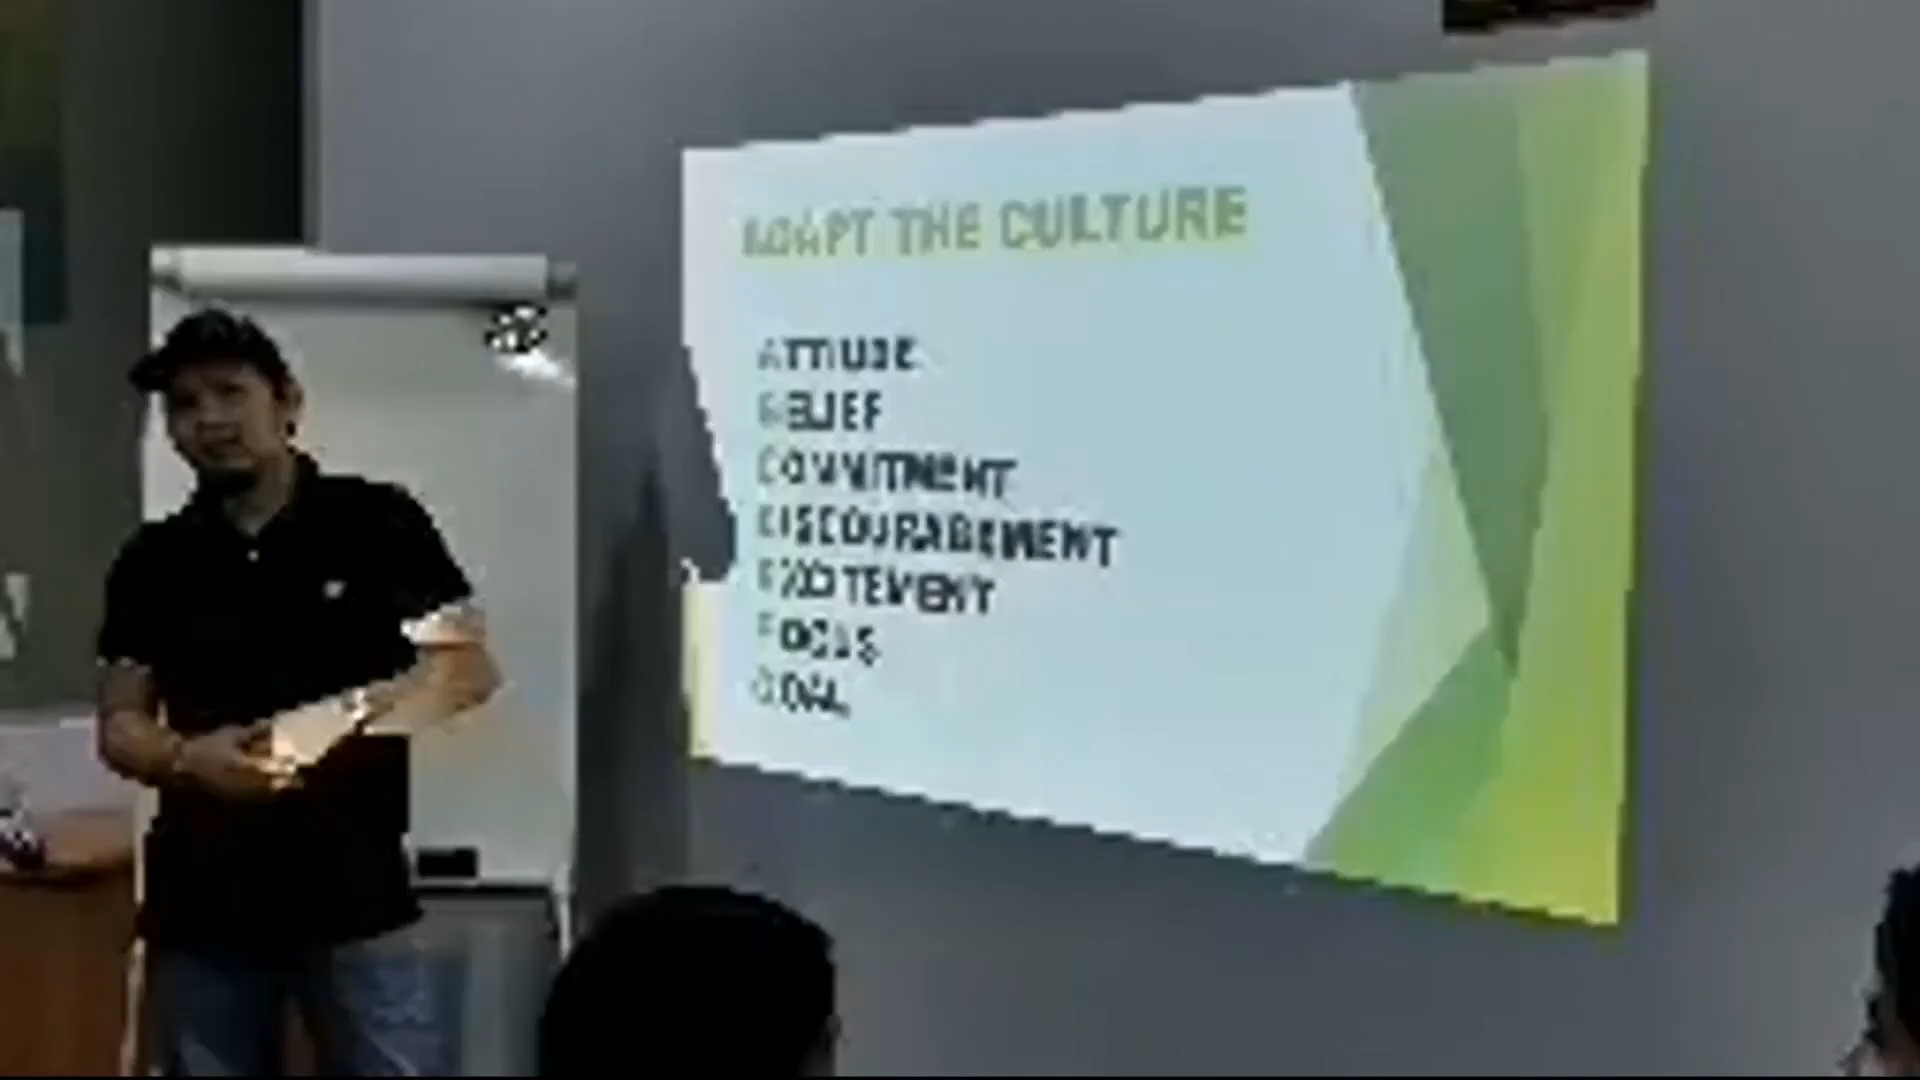 ADAPT THE CULTURE
ATTITUDE
BELIEF
COMMITMENT
DISCOURAGEMENT
EXCITEMENT
FOCUS
GOAL